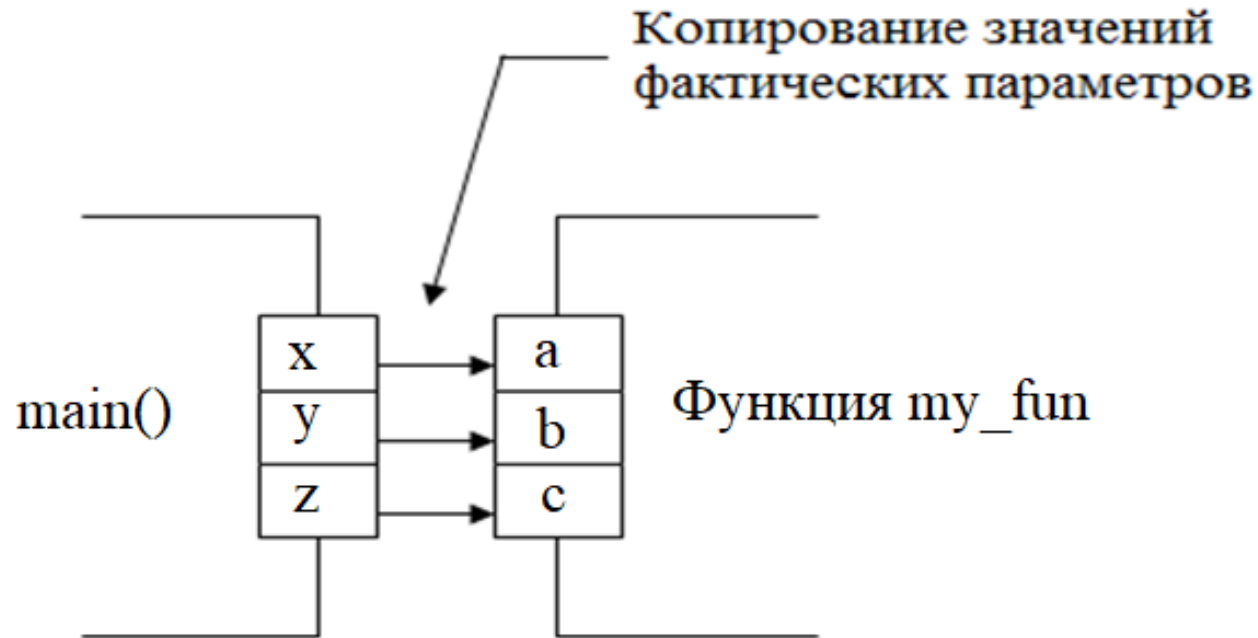 Копирование значений
фактических параметров
main()
x
y
z
a
b
c
Функция my_fun